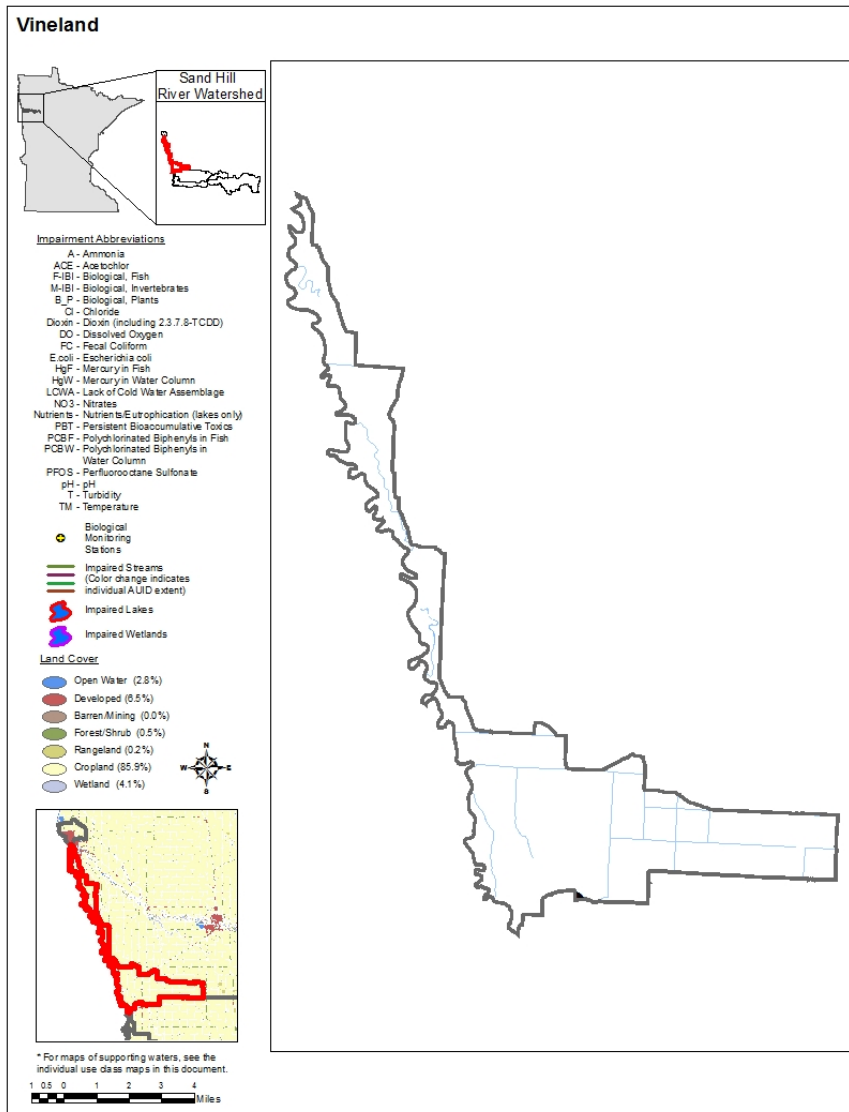 Vineland
Sand Hill
River Watershed
Impairment Abbreviations
A - Ammonia
ACE - Acetochlor
F-IBI - Biological, Fish
M-IBI - Biological, Invertebrates
B_P - Biological, Plants
Cl - Chloride
Dioxin - Dioxin (including 2.3.7.8-TCDD)
DO - Dissolved Oxygen
FC - Fecal Coliform
E.coli - Escherichia coli
HgF - Mercury in Fish
HgW - Mercury in Water Column
LCWA - Lack of Cold Water Assemblage
NO3 - Nitrates
Nutrients - Nutrients/Eutrophication (lakes only)
PBT - Persistent Bioaccumulative Toxics
PCBF - Polychlorinated Biphenyls in Fish
PCBW - Polychlorinated Biphenyls in
Water Column
PFOS - Perfluorooctane Sulfonate
pH - pH
T - Turbidity
TM - Temperature
Biological
Monitoring
Stations
Impaired Streams
(Color change indicates
individual AUID extent)
Impaired Lakes
Impaired Wetlands
Land Cover
Open Water (2.8%)
Developed (6.5%)
Barren/Mining (0.0%)
Forest/Shrub (0.5%)
Rangeland (0.2%)
Cropland (85.9%)
Wetland (4.1%)
N
W E
S
* For maps of supporting waters, see the
individual use class maps in this document.
1 0.5 0 1 2 3 4
Miles